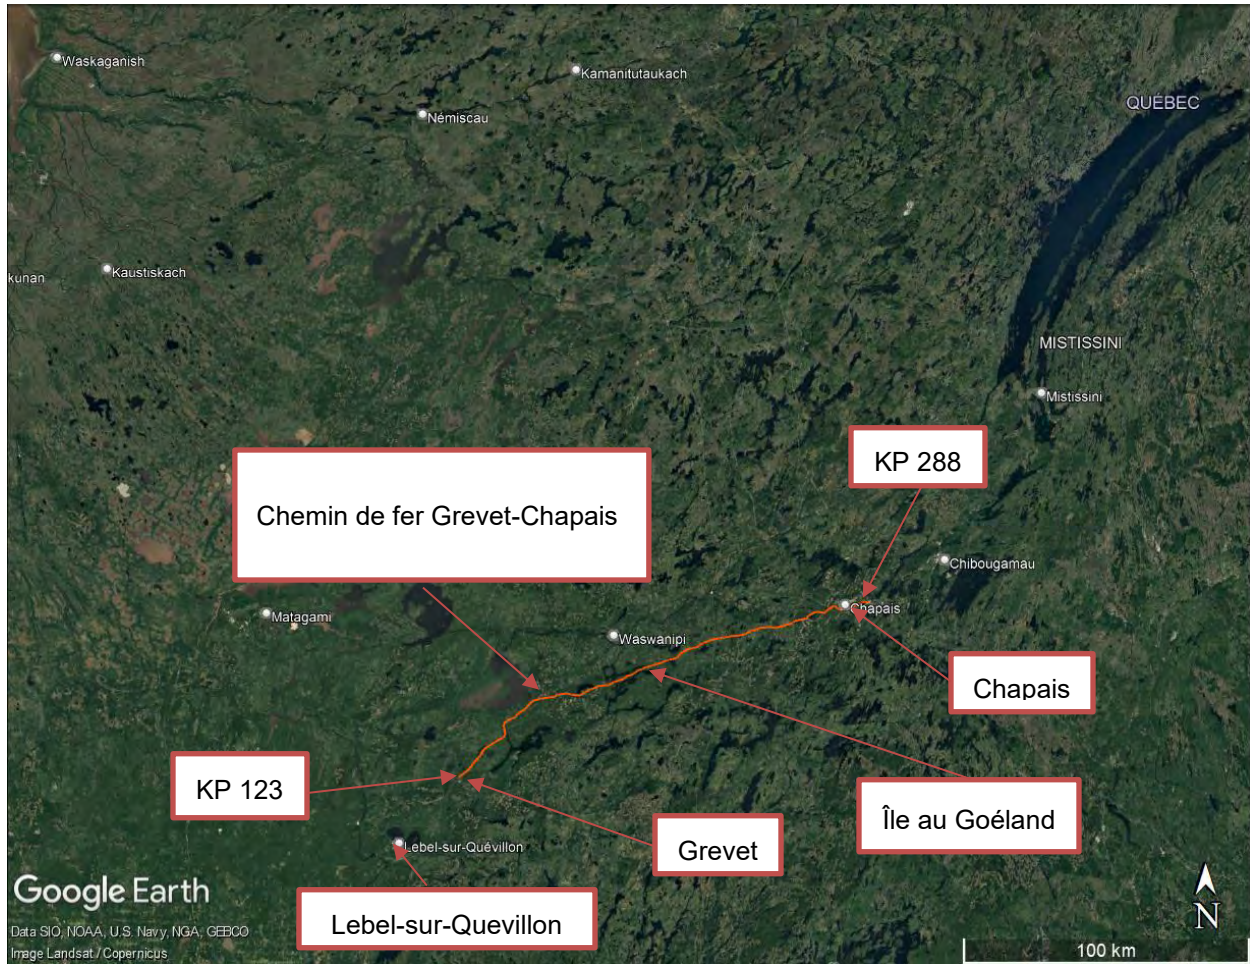 Waskaganish
Kamanitutaukach
QUÉBEC
Némiscau
kunan
Kaustiskach
MISTISSINI
Mistissini
KP 288
Chemin de fer Grevet-Chapais
Chibougamau
Matagami
Chapais
Waswanipi
Chapais
KP 123
Île au Goéland
Grevet
Lebel-sur-Quévillon
Google Earth
Lebel-sur-Quevillon
N
Data SIO, NOAA, U.S. Navy, NGA, GEBCO
Image Landsat / Copernicus
100 km